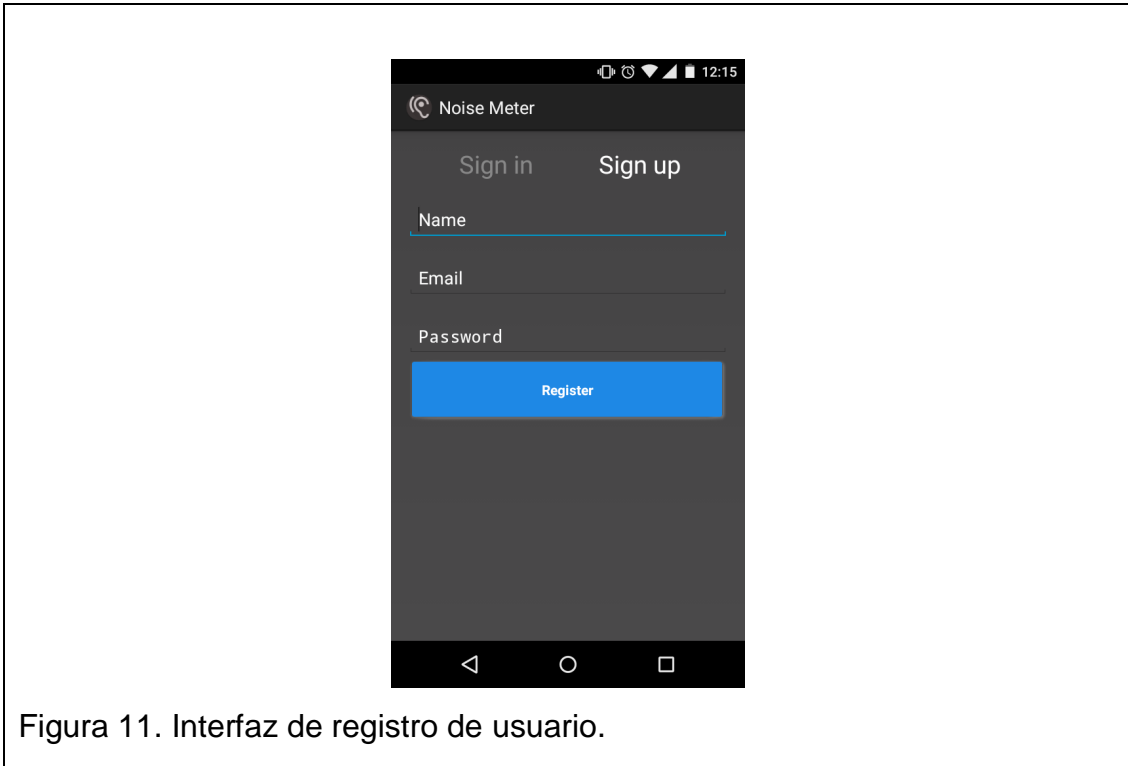 12:15
Noise Meter
Sign in Sign up
Name
Email
Password
Register
Figura 11. Interfaz de registro de usuario.